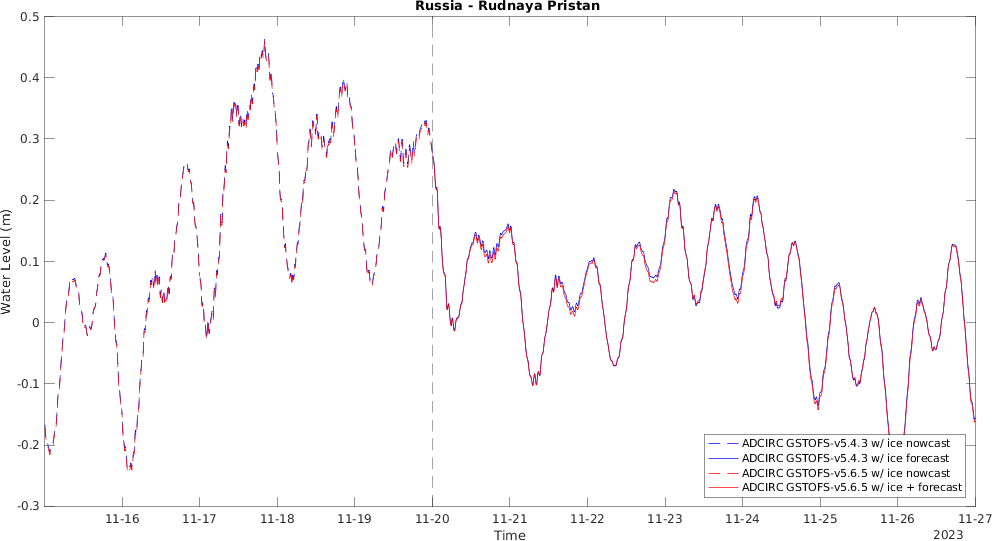 Russia - Rudnaya Pristan
0.5
0.4
0.3
0.2
0.1
0
-0.1
-0.2
-0.3
Water Level (m)
ADCIRC GSTOFS-v5.4.3 w/ ice nowcast
ADCIRC GSTOFS-v5.4.3 w/ ice forecast
ADCIRC GSTOFS-v5.6.5 w/ ice nowcast
ADCIRC GSTOFS-v5.6.5 w/ ice + forecast
11-16 11-17 11-18 11-19 11-20 11-21 11-22 11-23 11-24 11-25 11-26 11-27
Time
2023